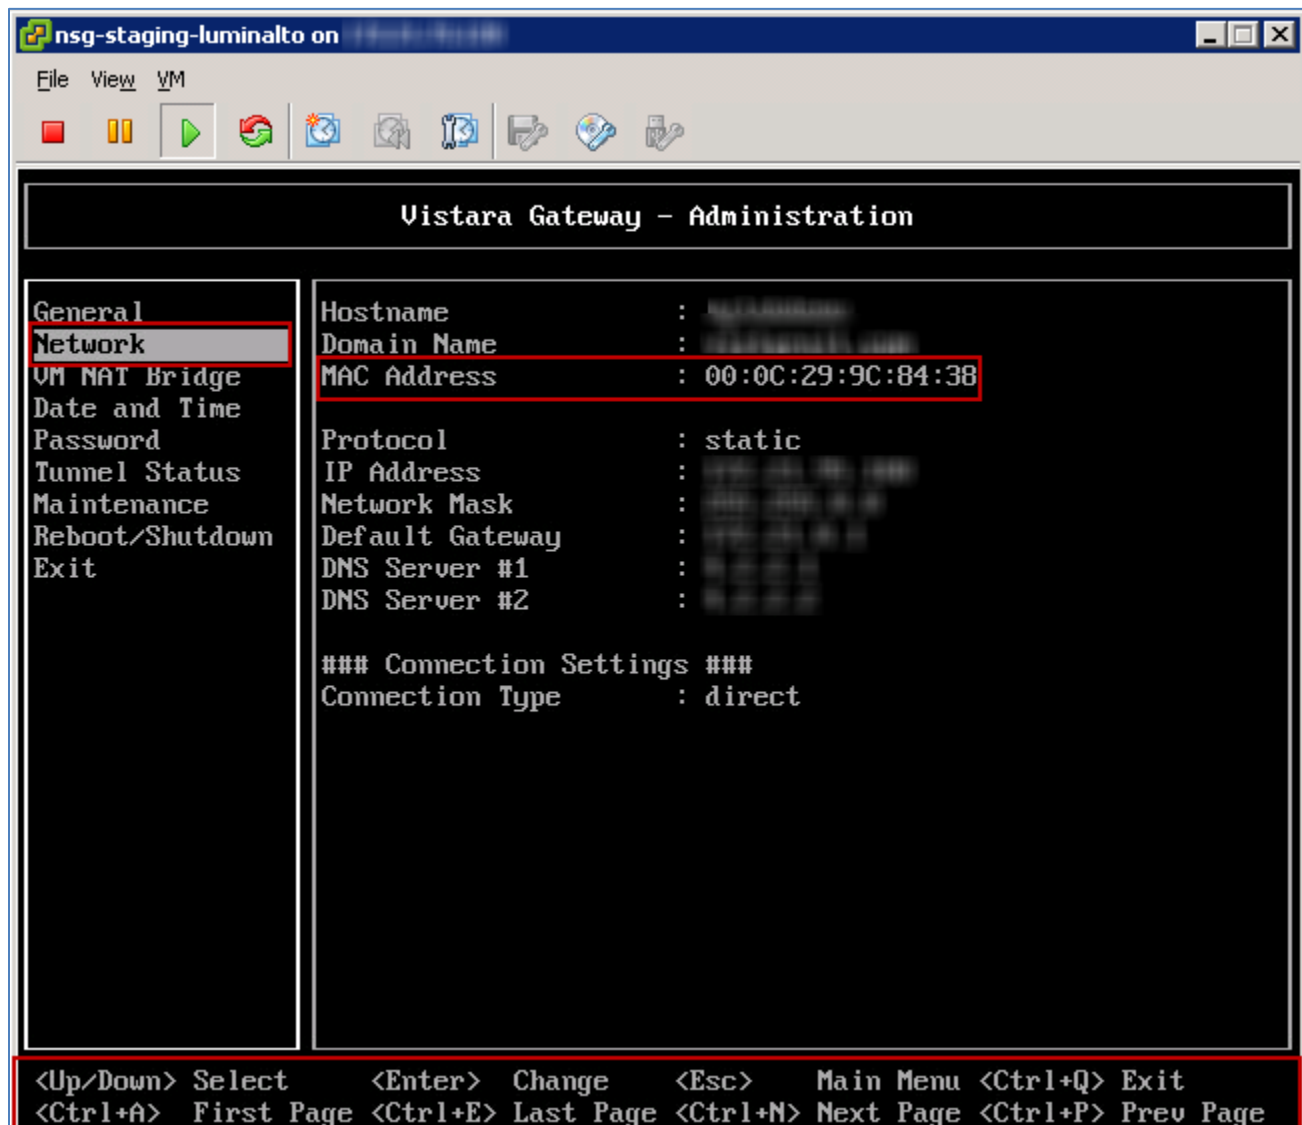 nsg-staging-luminalto on
File View VM
Vistara Gateway - Administration
General
Network
VM NAT Bridge
Date and Time
Password
Tunnel Status
Maintenance
Reboot/Shutdown
Exit
Hostname :
Domain Name :
MAC Address : 00:0C:29:9C:84:38
Protocol : static
IP Address :
Network Mask :
Default Gateway :
DNS Server #1 :
DNS Server #2 :
### Connection Settings ###
Connection Type : direct
<Up/Down> Select <Enter> Change <Esc> Main Menu <Ctrl+Q> Exit
<Ctrl+A> First Page <Ctrl+E> Last Page <Ctrl+N> Next Page <Ctrl+P> Prev Page